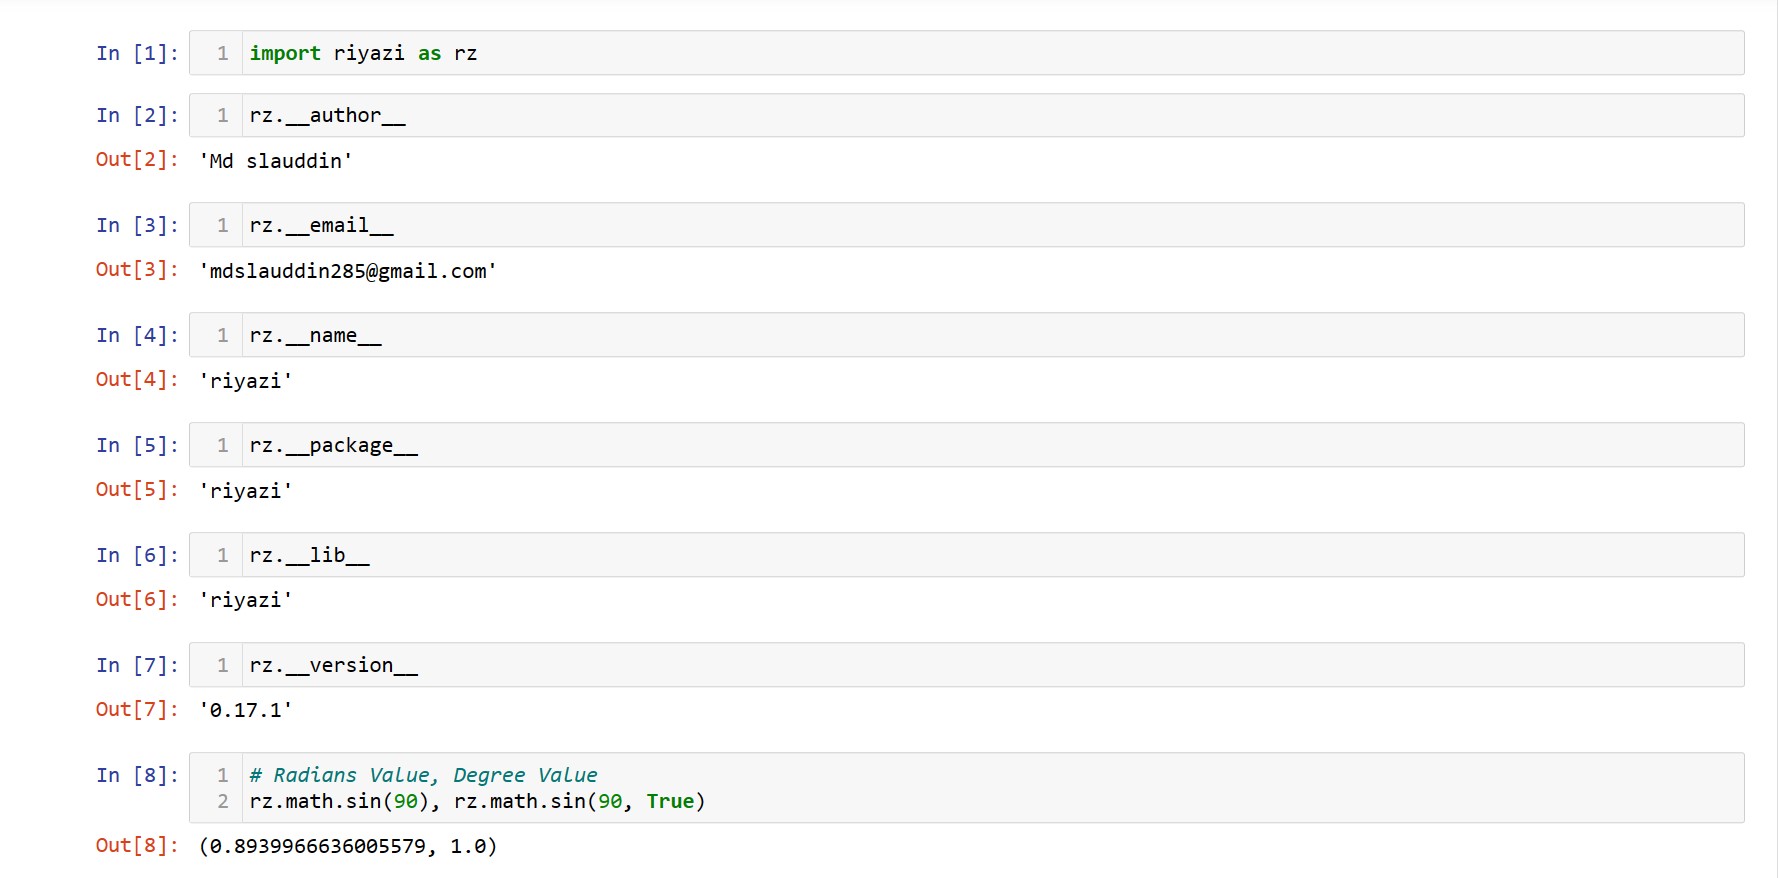 In [1]: 1 import riyazi as rz
In [2]: 1 rz.__author__
Out[2]: 'Md slauddin'
In [3]: 1 rz.__email__
Out[3]: 'mdslauddin285@gmail.com'
In [4]: 1 rz.__name__
Out[4]: 'riyazi'
In [5]: 1 rz.__package__
Out[5]: 'riyazi'
In [6]: 1 rz.__lib__
Out[6]: 'riyazi'
In [7]: 1 rz.__version__
Out[7]: '0.17.1'
In [8]: 1 # Radians Value, Degree Value
2 rz.math.sin(90), rz.math.sin(90, True)
Out[8]: (0.8939966636005579, 1.0)